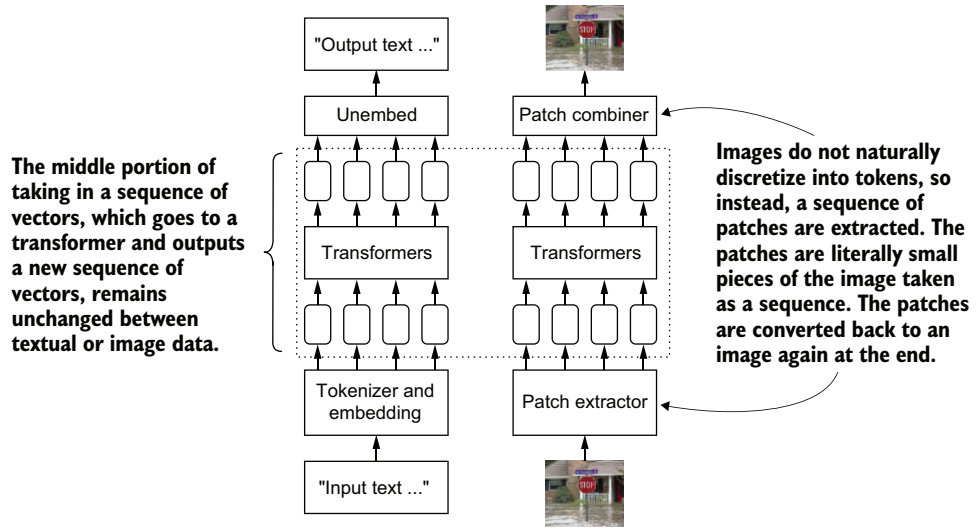 "Output text ..."
Unembed
Patch combiner
The middle portion of
taking in a sequence of
vectors, which goes to a
transformer and outputs
a new sequence of
vectors, remains
unchanged between
textual or image data.
Transformers
Transformers
Images do not naturally
discretize into tokens, so
instead, a sequence of
patches are extracted. The
patches are literally small
pieces of the image taken
as a sequence. The patches
are converted back to an
image again at the end.
Tokenizer and
embedding
Patch extractor
"Input text ..."
STOP
STOP